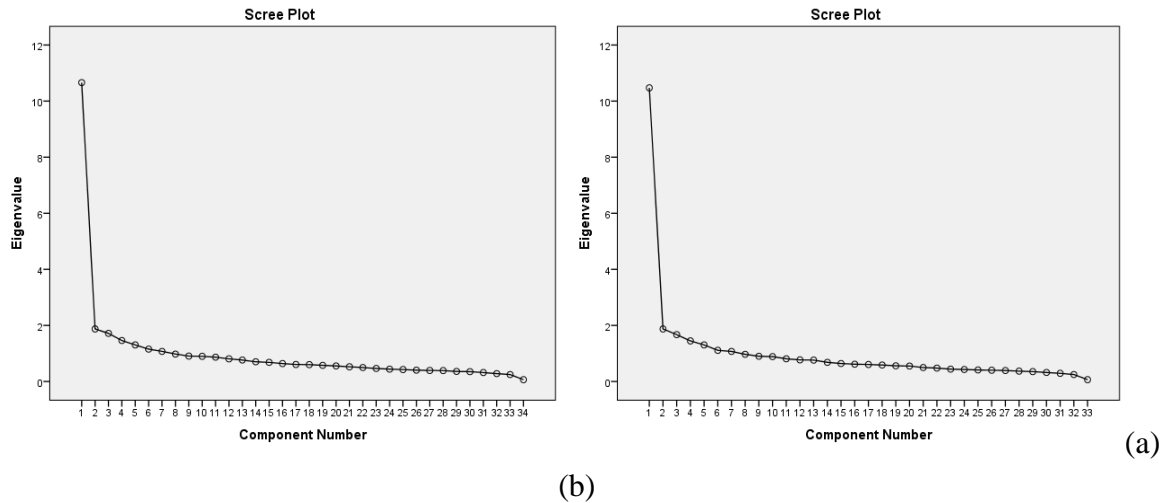 Scree Plot
12
10
8
6
4
2
0
Eigenvalue
1 2 3 4 5 6 7 8 9 10 11 12 13 14 15 16 17 18 19 20 21 22 23 24 25 26 27 28 29 30 31 32 33 34
Component Number
Scree Plot
12
10
8
6
4
2
0
Eigenvalue
1 2 3 4 5 6 7 8 9 10 11 12 13 14 15 16 17 18 19 20 21 22 23 24 25 26 27 28 29 30 31 32 33
Component Number
(a)
(b)